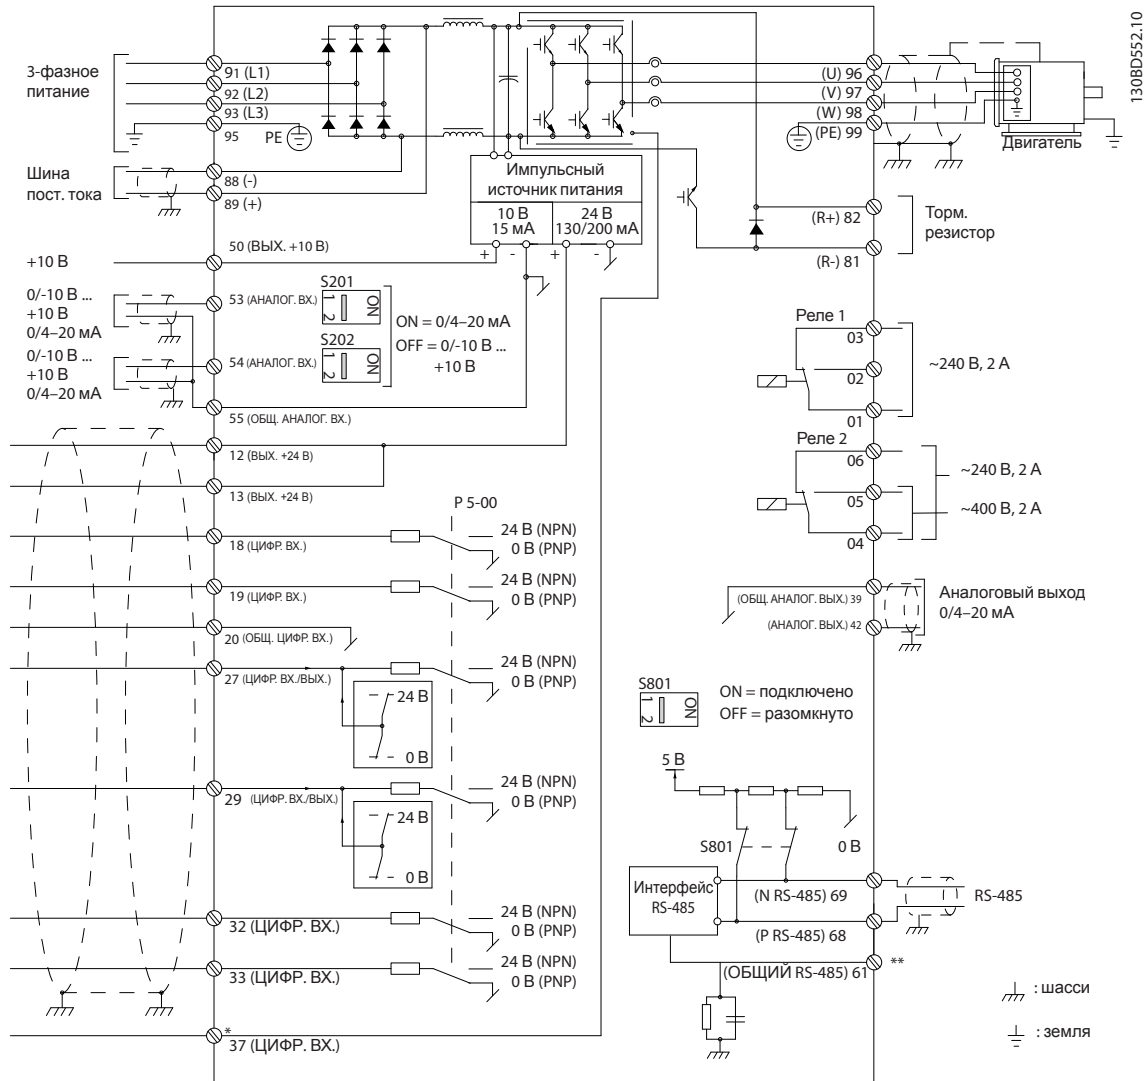 130BD552.10
3-фазное
питание
91 (L1)
92 (L2)
93 (L3)
95
PE
(U) 96
(V) 97
(W) 98
(PE) 99
Двигатель
Шина
пост. тока
88 (-)
89 (+)
Импульсный
источник питания
10 В
15 мА
24 В
130/200 мА
+ - + -
(R+) 82
(R-) 81
Торм.
резистор
+10 В
50 (ВЫХ. +10 В)
0/-10 В ...
+10 В
0/4–20 мА
53 (АНАЛОГ. ВХ.)
S201
1 2
ON
0/-10 В...
+10 В
0/4–20 мА
54 (АНАЛОГ. ВХ.)
S202
1 2
ON
ON = 0/4–20 мА
OFF = 0/-10 В ...
+10 В
55 (ОБЩ. АНАЛОГ. ВХ.)
Реле 1
03
02
01
~240 В, 2 А
Реле 2
06
05
04
~240 В, 2 А
~400 В, 2 А
12 (ВЫХ. +24 В)
13 (ВЫХ. +24 В)
P 5-00
18 (ЦИФР. ВХ.)
24 В (NPN)
0 В (PNP)
19 (ЦИФР. ВХ.)
24 В (NPN)
0 В (PNP)
20 (ОБЩ. ЦИФР. ВХ.)
27 (ЦИФР. ВХ./ВЫХ.)
24 В (NPN)
0 В (PNP)
24 В
0 В
29 (ЦИФР. ВХ./ВЫХ.)
24 В (NPN)
0 В (PNP)
24 В
0 В
32 (ЦИФР. ВХ.)
24 В (NPN)
0 В (PNP)
33 (ЦИФР. ВХ.)
24 В (NPN)
0 В (PNP)
*
37 (ЦИФР. ВХ.)
(ОБЩ. АНАЛОГ. ВЫХ.) 39
(АНАЛОГ. ВЫХ.) 42
Аналоговый выход
0/4–20 мА
S801
1 2
ON
ON = подключено
OFF = разомкнуто
5 В
S801
0 В
Интерфейс
RS-485
(N RS-485) 69
(P RS-485) 68
(ОБЩИЙ RS-485) 61
**
RS-485
: шасси
: земля